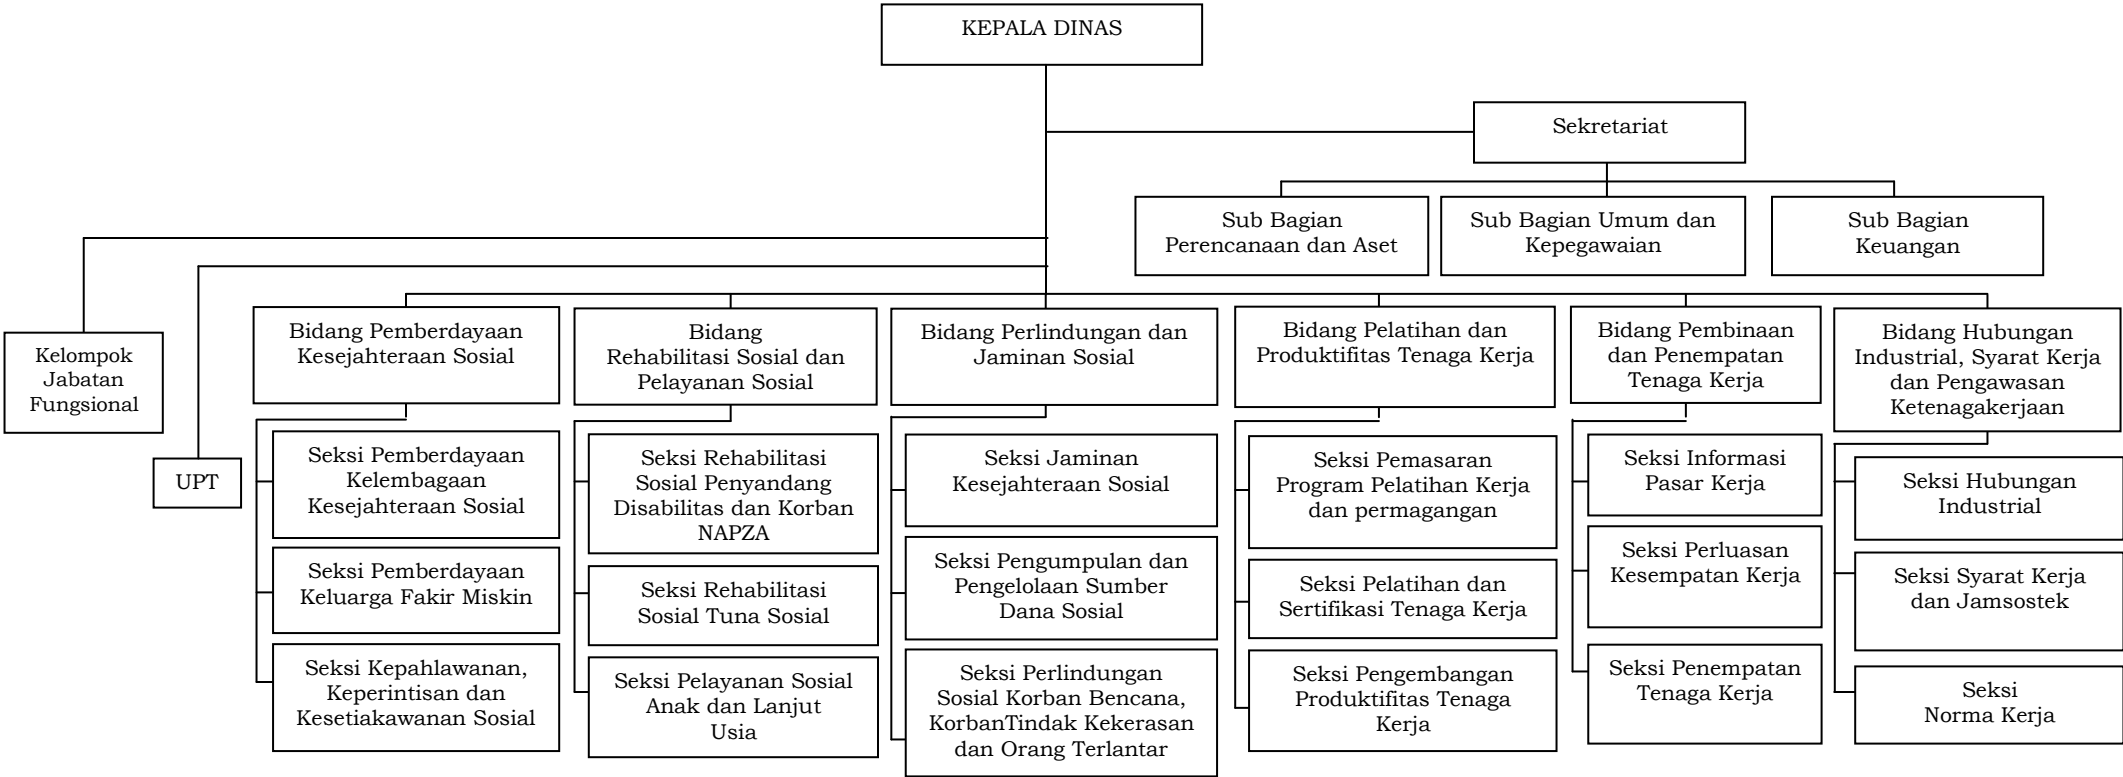 KEPALA DINAS
Sekretariat
Sub Bagian
Perencanaan dan Aset
Sub Bagian Umum dan
Kepegawaian
Sub Bagian
Keuangan
Kelompok
Jabatan
Fungsional
UPT
Bidang Pemberdayaan
Kesejahteraan Sosial
Seksi Pemberdayaan
Kelembagaan
Kesejahteraan Sosial
Seksi Pemberdayaan
Keluarga Fakir Miskin
Seksi Kepahlawanan,
Keperintisan dan
Kesetiakawanan Sosial
Bidang
Rehabilitasi Sosial dan
Pelayanan Sosial
Seksi Rehabilitasi
Sosial Penyandang
Disabilitas dan Korban
NAPZA
Seksi Rehabilitasi
Sosial Tuna Sosial
Seksi Pelayanan Sosial
Anak dan Lanjut
Usia
Bidang Perlindungan dan
Jaminan Sosial
Seksi Jaminan
Kesejahteraan Sosial
Seksi Pengumpulan dan
Pengelolaan Sumber
Dana Sosial
Seksi Perlindungan
Sosial Korban Bencana,
KorbanTindak Kekerasan
dan Orang Terlantar
Bidang Pelatihan dan
Produktifitas Tenaga Kerja
Seksi Pemasaran
Program Pelatihan Kerja
dan permagangan
Seksi Pelatihan dan
Sertifikasi Tenaga Kerja
Seksi Pengembangan
Produktifitas Tenaga
Kerja
Bidang Pembinaan
dan Penempatan
Tenaga Kerja
Seksi Informasi
Pasar Kerja
Seksi Perluasan
Kesempatan Kerja
Seksi Penempatan
Tenaga Kerja
Bidang Hubungan
Industrial, Syarat Kerja
dan Pengawasan
Ketenagakerjaan
Seksi Hubungan
Industrial
Seksi Syarat Kerja
dan Jamsostek
Seksi
Norma Kerja